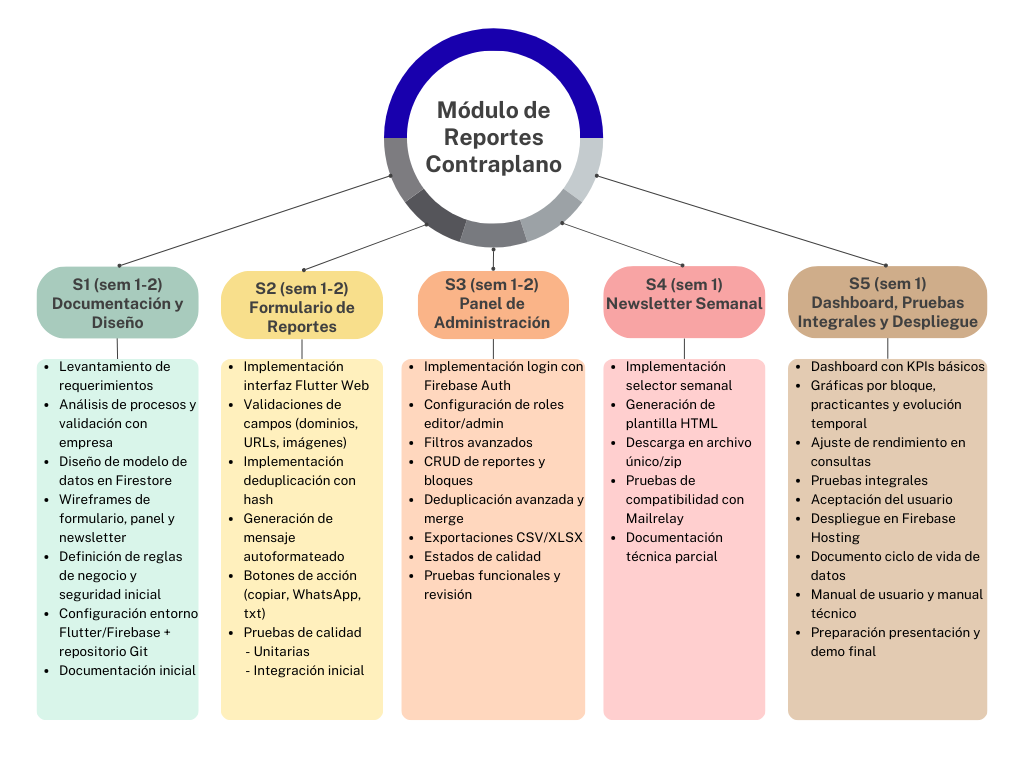 Módulo de
Reportes
Contraplano
S1 (sem 1-2)
Documentación y
Diseño
• Levantamiento de
requerimientos
• Análisis de procesos y
validación con
empresa
• Diseño de modelo de
datos en Firestore
• Wireframes de
formulario, panel y
newsletter
• Definición de reglas
de negocio y
seguridad inicial
• Configuración entorno
Flutter/Firebase +
repositorio Git
• Documentación inicial
S2 (sem 1-2)
Formulario de
Reportes
• Implementación
interfaz Flutter Web
• Validaciones de
campos (dominios,
URLs, imágenes)
• Implementación
deduplicación con
hash
• Generación de
mensaje
autoformateado
• Botones de acción
(copiar, WhatsApp,
txt)
• Pruebas de calidad
- Unitarias
- Integración inicial
S3 (sem 1-2)
Panel de
Administración
• Implementación login con
Firebase Auth
• Configuración de roles
editor/admin
• Filtros avanzados
• CRUD de reportes y
bloques
• Deduplicación avanzada y
merge
• Exportaciones CSV/XLSX
• Estados de calidad
• Pruebas funcionales y
revisión
S4 (sem 1)
Newsletter Semanal
• Implementación
selector semanal
• Generación de
plantilla HTML
• Descarga en archivo
único/zip
• Pruebas de
compatibilidad con
Mailrelay
• Documentación
técnica parcial
S5 (sem 1)
Dashboard, Pruebas
Integrales y Despliegue
• Dashboard con KPIs básicos
• Gráficas por bloque,
practicantes y evolución
temporal
• Ajuste de rendimiento en
consultas
• Pruebas integrales
• Aceptación del usuario
• Despliegue en Firebase
Hosting
• Documento ciclo de vida de
datos
• Manual de usuario y manual
técnico
• Preparación presentación y
demo final